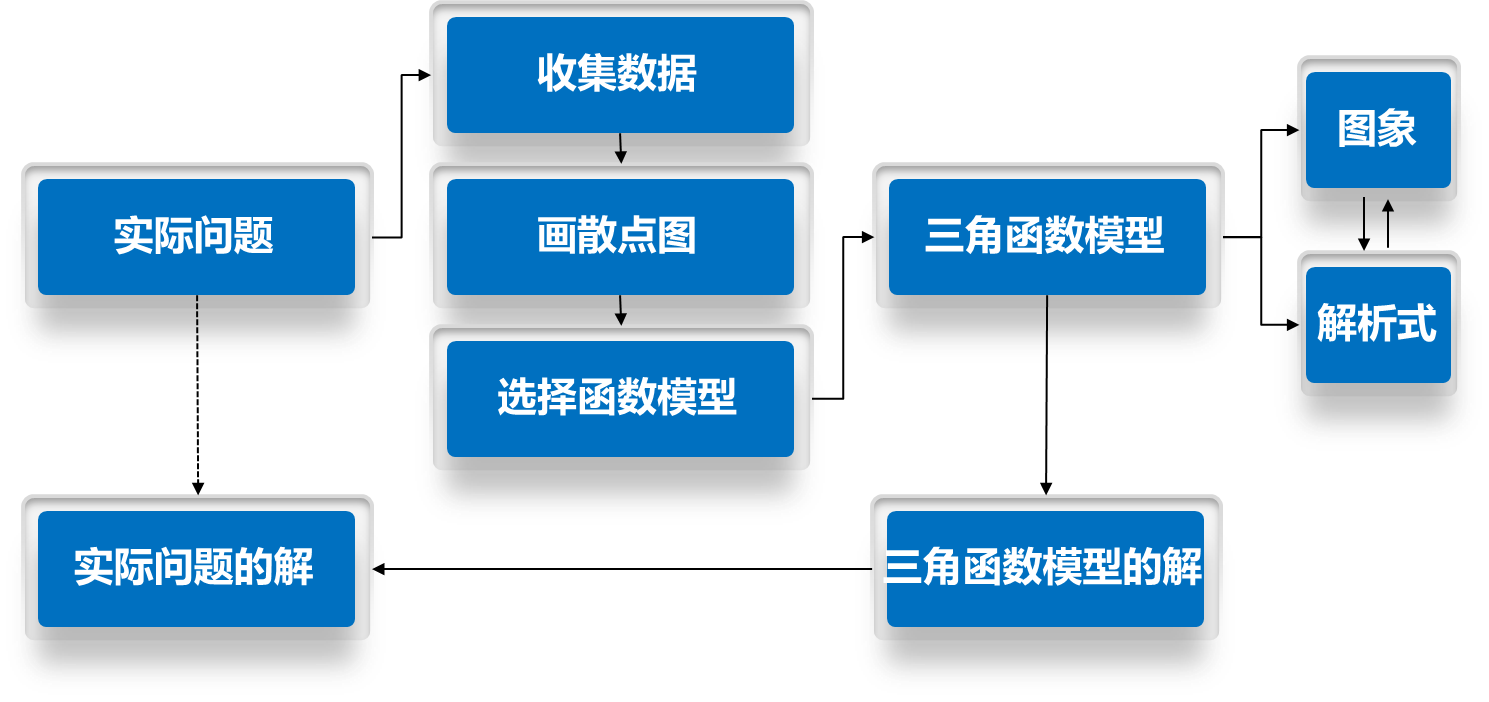 收集数据
图象
实际问题
画散点图
三角函数模型
解析式
选择函数模型
实际问题的解
三角函数模型的解